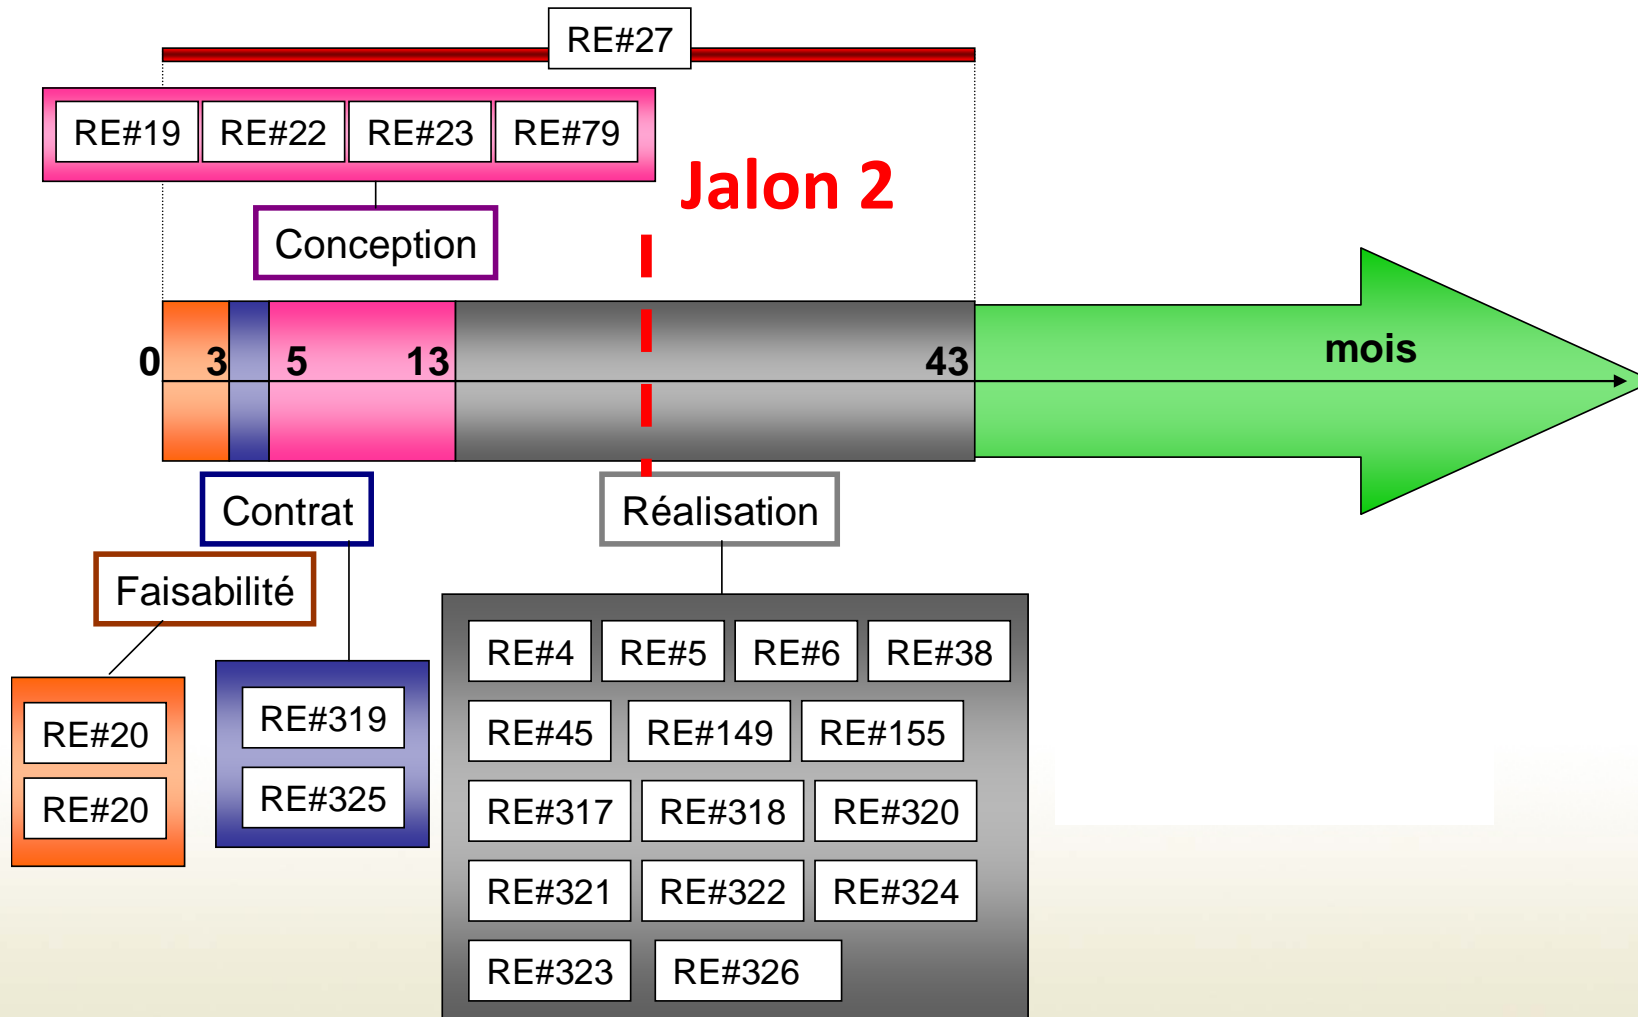 RE#27
RE#19 RE#22 RE#23 RE#79
Jalon 2
Conception
0 3 5 13 43 mois
Contrat
Réalisation
Faisabilité
RE#20
RE#20
RE#319
RE#325
RE#4 RE#5 RE#6 RE#38
RE#45 RE#149 RE#155
RE#317 RE#318 RE#320
RE#321 RE#322 RE#324
RE#323 RE#326